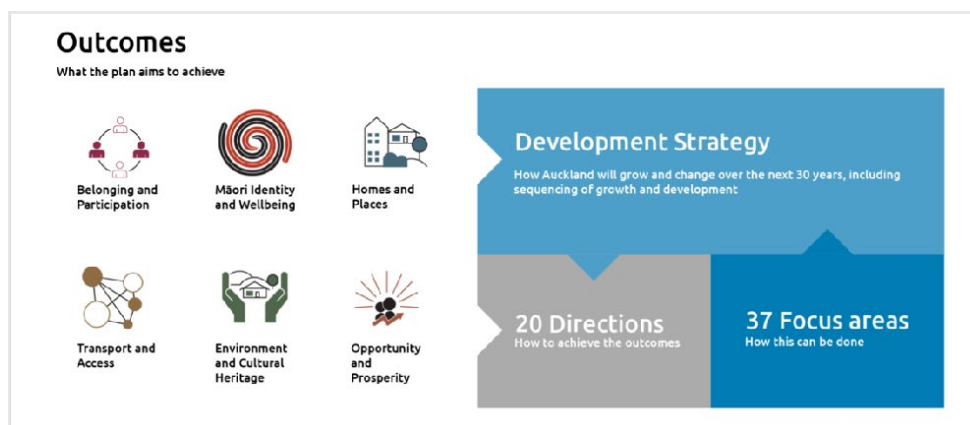 Outcomes
What the plan aims to achieve
Belonging and
Participation
Māori Identity
and Wellbeing
Homes and
Places
Transport and
Access
Environment
and Cultural
Heritage
Opportunity
and
Prosperity
Development Strategy
How Auckland will grow and change over the next 30 years, including
sequencing of growth and development
20 Directions
How to achieve the outcomes
37 Focus areas
How this can be done